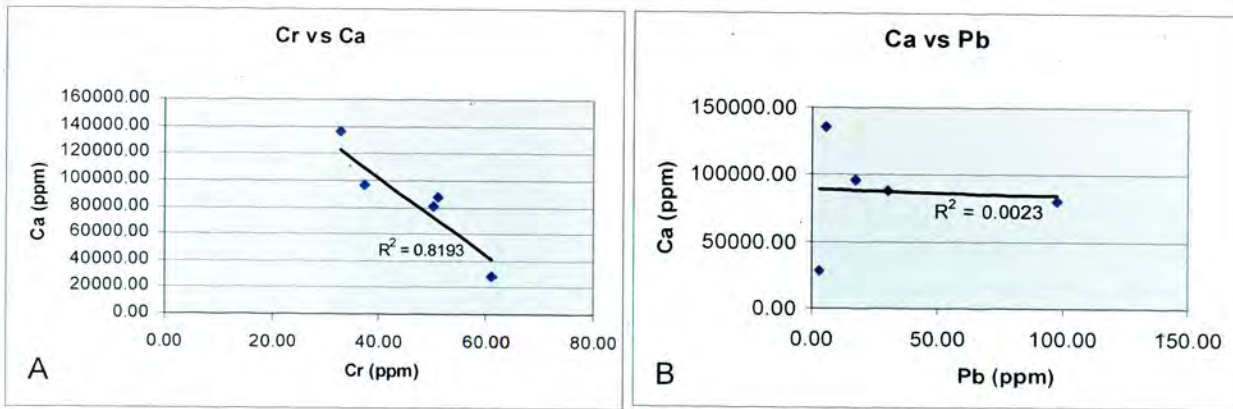 Cr vs Ca
160000.00
140000.00
120000.00
100000.00
80000.00
60000.00
40000.00
20000.00
0.00
Ca (ppm)
R² = 0.8193
0.00 20.00 40.00 60.00 80.00
Cr (ppm)
A
Ca vs Pb
150000.00
100000.00
50000.00
0.00
Ca (ppm)
R² = 0.0023
0.00 50.00 100.00 150.00
Pb (ppm)
B